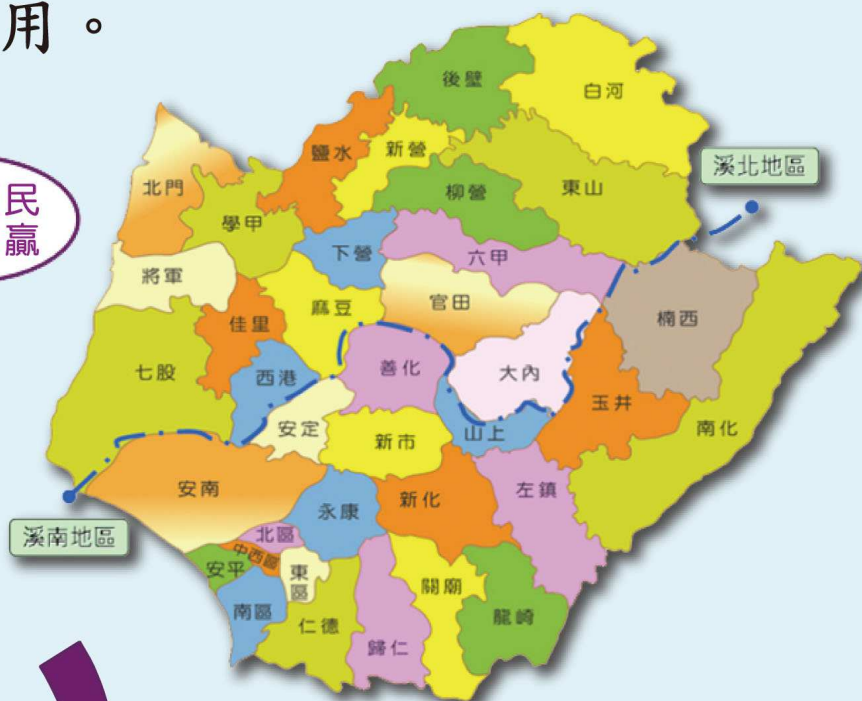 用。
民
贏
後壁
白河
鹽水
新營
北門
柳營
東山
溪北地區
學甲
下營
六甲
將軍
麻豆
官田
楠西
佳里
七股
西港
善化
大內
玉井
安定
新市
山上
南化
安南
永康
新化
左鎮
溪南地區
北區
中西區
安平
東區
關廟
南區
仁德
龍崎
歸仁